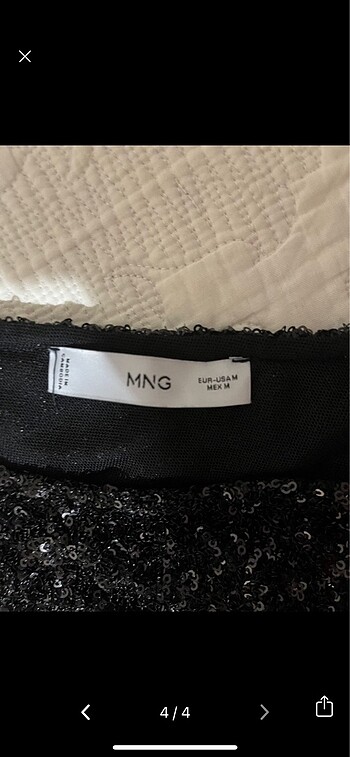 MADE IN
CAMBODIA
MNG
EUR-USA M
MEX M
4/4